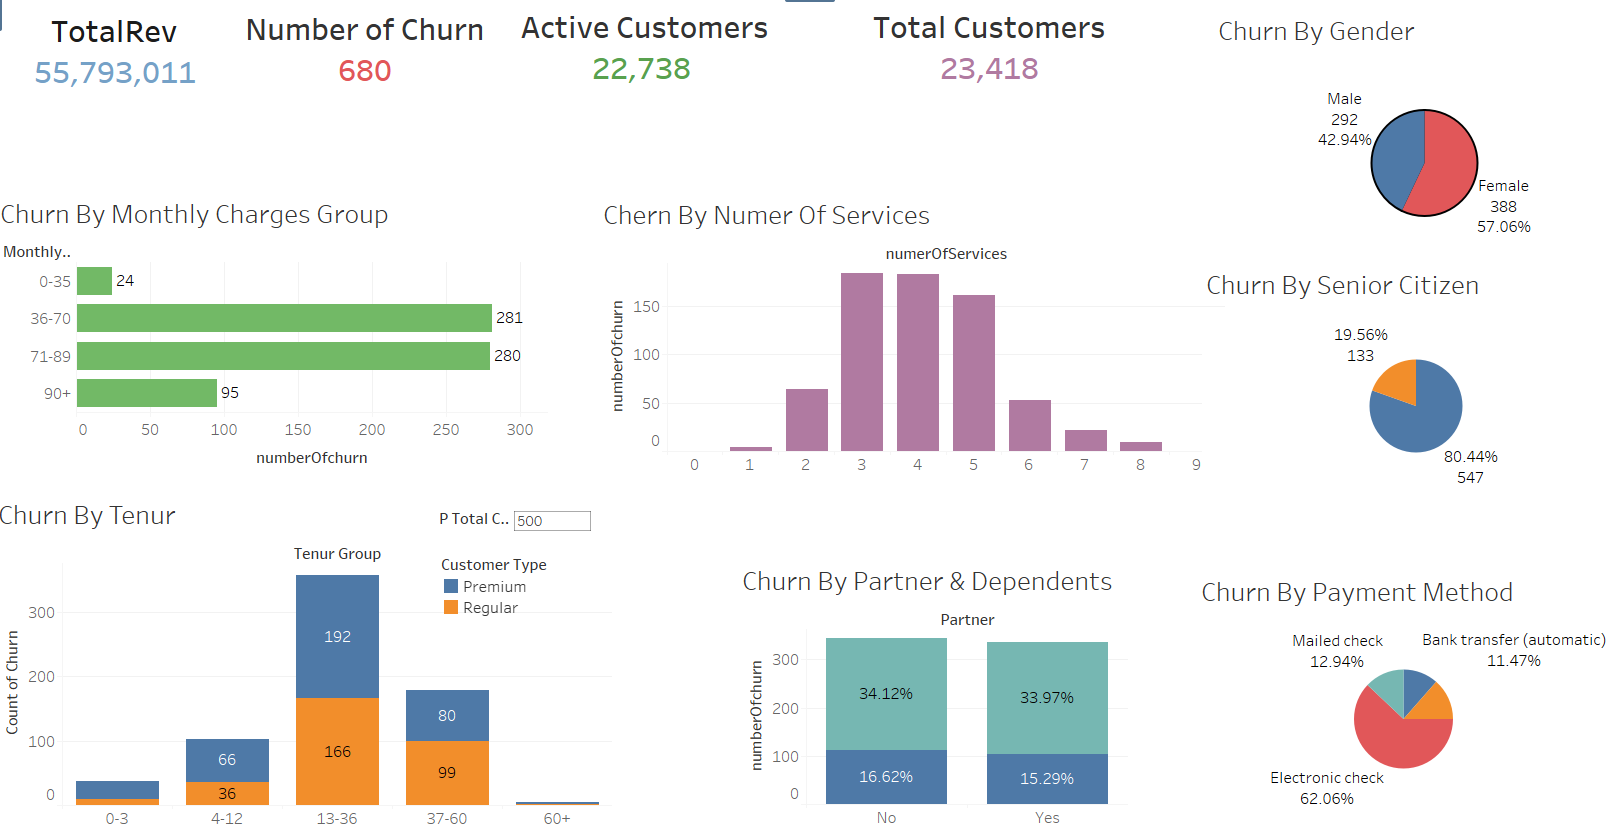 TotalRev
55,793,011
Number of Churn
680
Active Customers
22,738
Total Customers
23,418
Churn By Gender
Male
292
42.94%
Female
388
57.06%
Churn By Monthly Charges Group
Monthly..
0-35
24
36-70
281
71-89
280
90+
95
0 50 100 150 200 250 300
numberOfchurn
Chern By Numer Of Services
numerOfServices
numberOfchurn
150
100
50
0
0 1 2 3 4 5 6 7 8 9
Churn By Senior Citizen
19.56%
133
80.44%
547
Churn By Tenur
P Total C.. 500
Tenur Group
Customer Type
Premium
Regular
Count of Churn
300
200
100
0
192
166
66
36
80
99
0-3 4-12 13-36 37-60 60+
Churn By Partner & Dependents
Partner
numberOfchurn
300
200
100
0
34.12%
33.97%
16.62%
15.29%
No Yes
Churn By Payment Method
Mailed check
12.94%
Bank transfer (automatic)
11.47%
Electronic check
62.06%